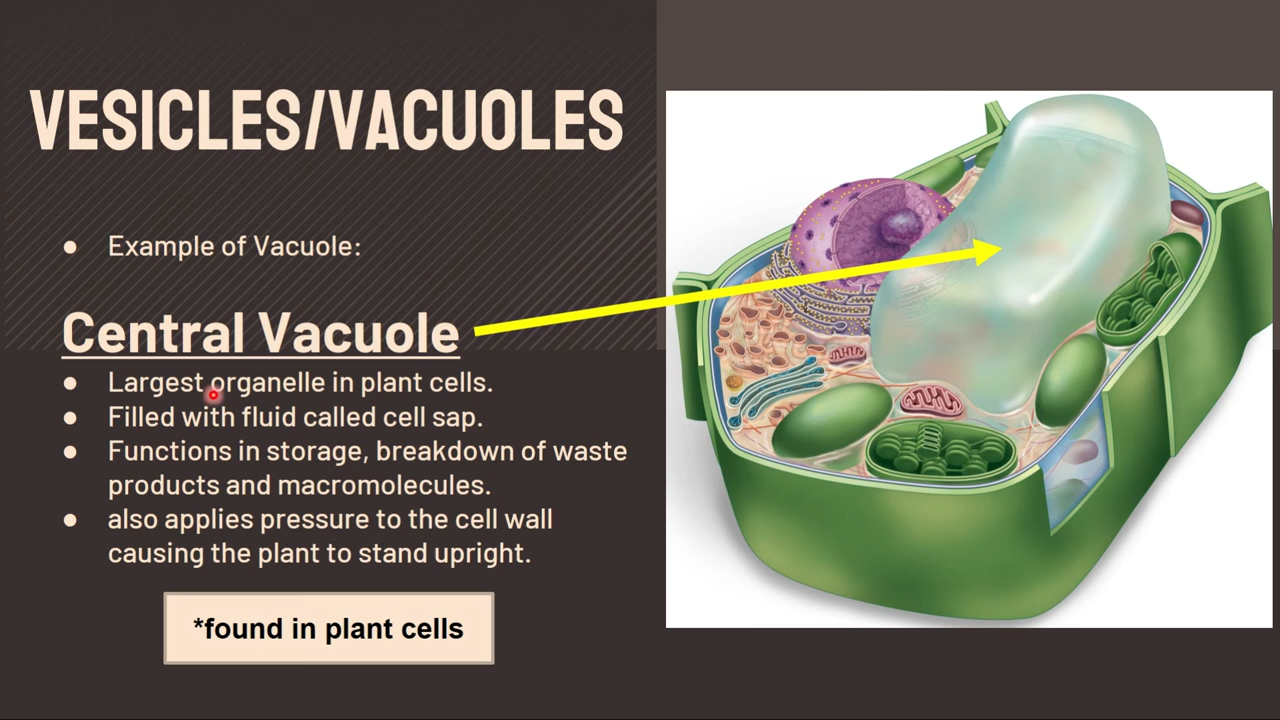 VESICLES/VACUOLES
● Example of Vacuole:
Central Vacuole
● Largest organelle in plant cells.
● Filled with fluid called cell sap.
● Functions in storage, breakdown of waste
products and macromolecules.
● also applies pressure to the cell wall
causing the plant to stand upright.
*found in plant cells